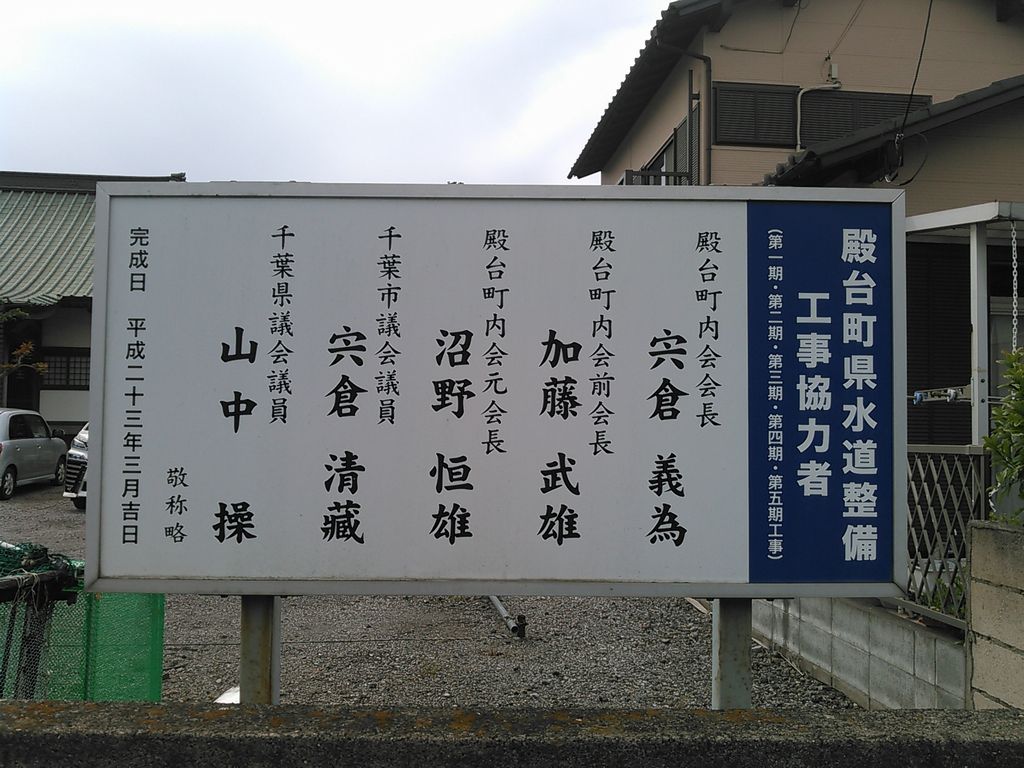 殿台町県水道整備
工事協力者
(第一期・第二期・第三期・第四期・第五期工事)
殿台町内会会長
宍倉 義為
殿台町内会前会長
加藤 武雄
殿台町内会元会長
沼野 恒雄
千葉市議会議員
宍倉 清蔵
千葉県議会議員
山中 操
敬称略
完成日 平成二十三年三月吉日